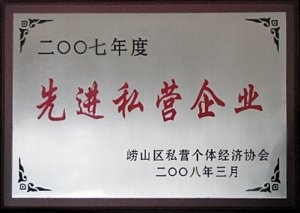 二〇〇七年度
先进私营企业
崂山区私营个体经济协会
二〇〇八年三月